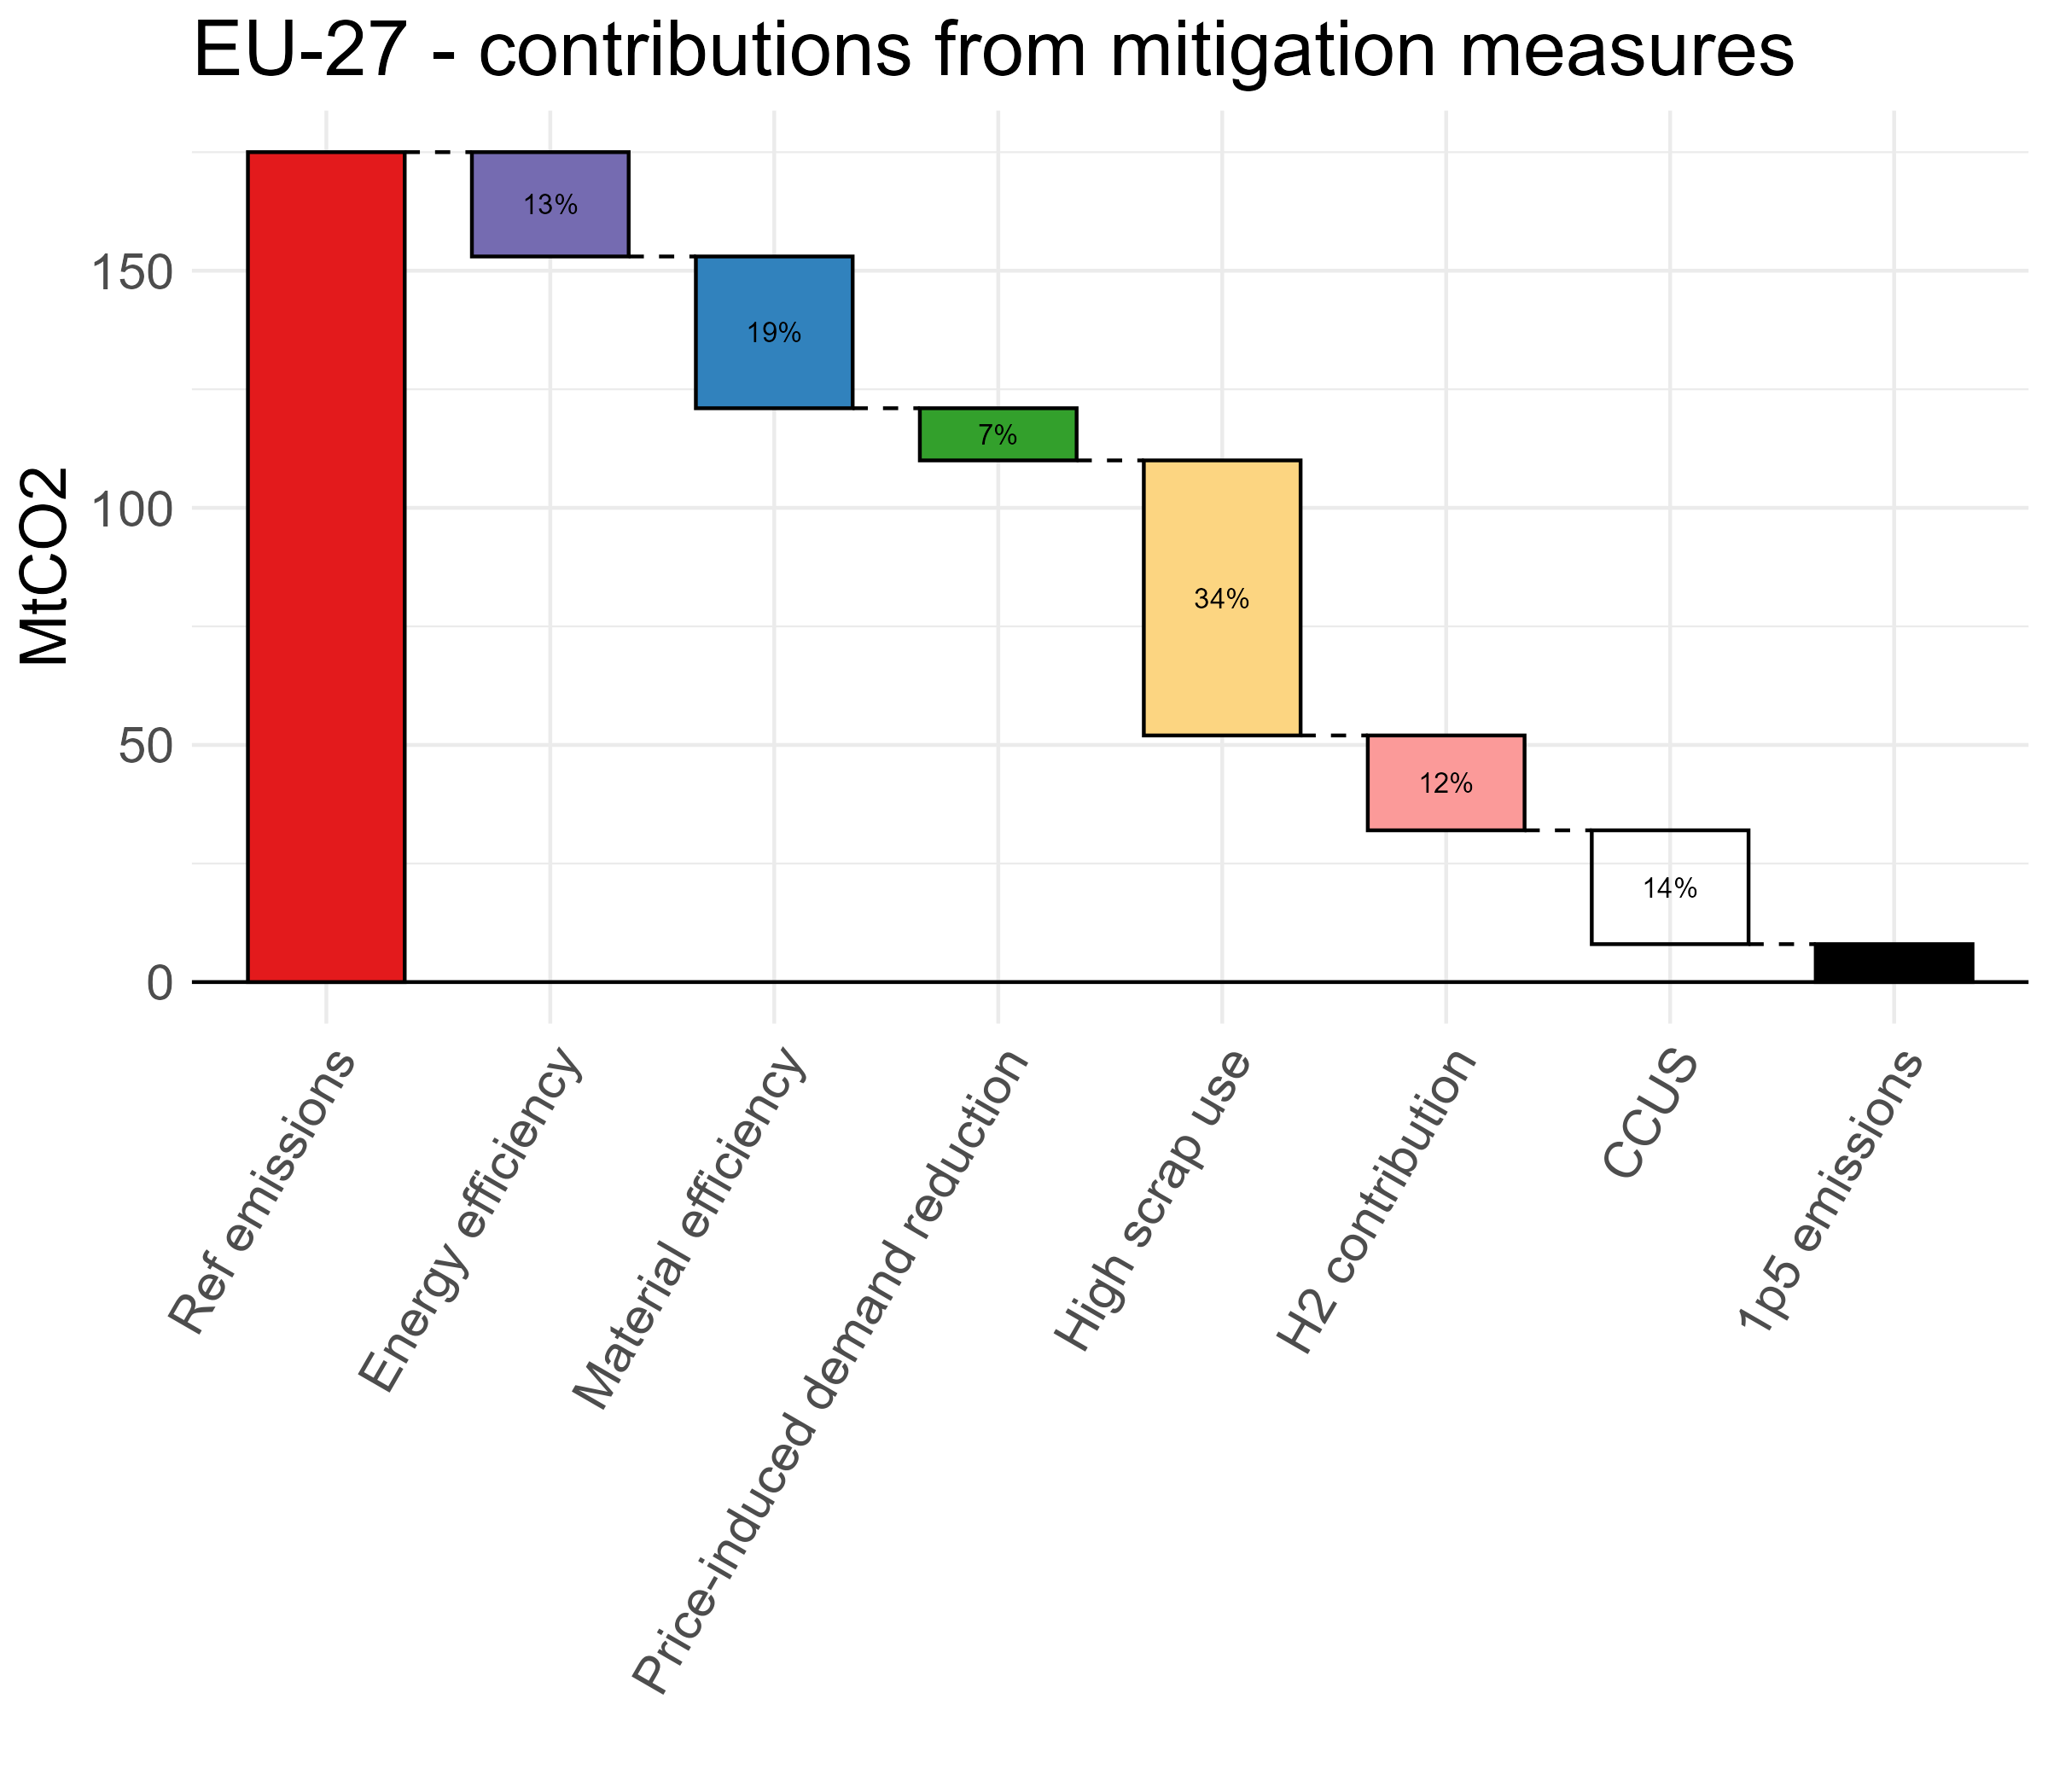 EU-27 - contributions from mitigation measures
MtCO2
150
100
50
0
13%
19%
7%
34%
12%
14%
Ref emissions
Energy efficiency
Material efficiency
Price-induced demand reduction
High scrap use
H2 contribution
CCUS
1p5 emissions